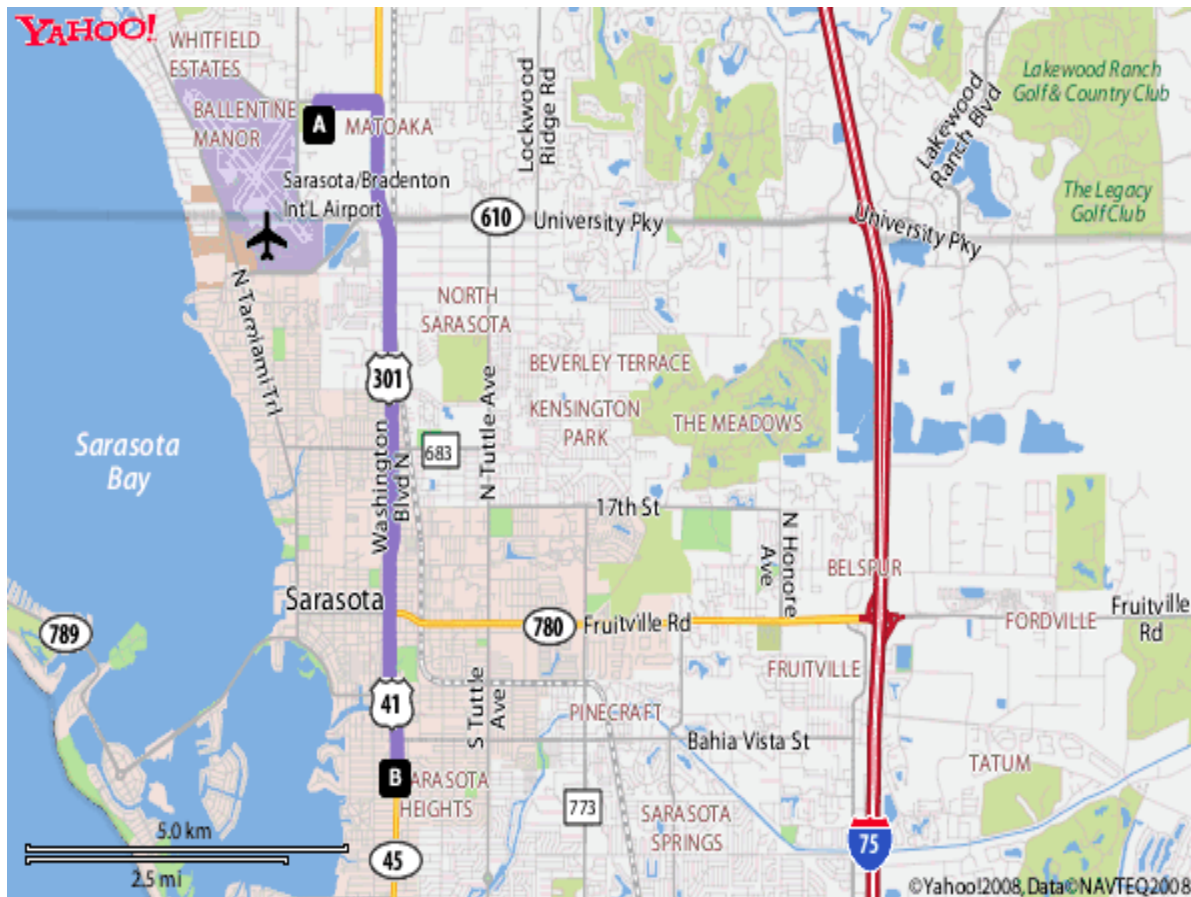 YAHOO!
WHITFIELD
ESTATES
BALLENTINE
MANOR
A
MATOAKA
Lockwood
Ridge Rd
Lakewood
Ranch Blvd
Lakewood Ranch
Golf & Country Club
The Legacy
Golf Club
Sarasota/Bradenton
Int'L Airport
610
University Pky
University Pky
N Tamiami Trl
NORTH
SARASOTA
301
BEVERLEY TERRACE
KENSINGTON
PARK
THE MEADOWS
N Tuttle Ave
683
Washington
Blvd N
Sarasota
Bay
17th St
N Honore
Ave
BELSPUR
Sarasota
789
780
Fruitville Rd
FORDVILLE
Fruitville
Rd
FRUITVILLE
41
S Tuttle
Ave
PINECRAFT
Bahia Vista St
B
ARASOTA
HEIGHTS
TATUM
773
SARASOTA
SPRINGS
5.0 km
2.5 mi
45
75
©Yahoo!2008,Data©NAVTEQ2008